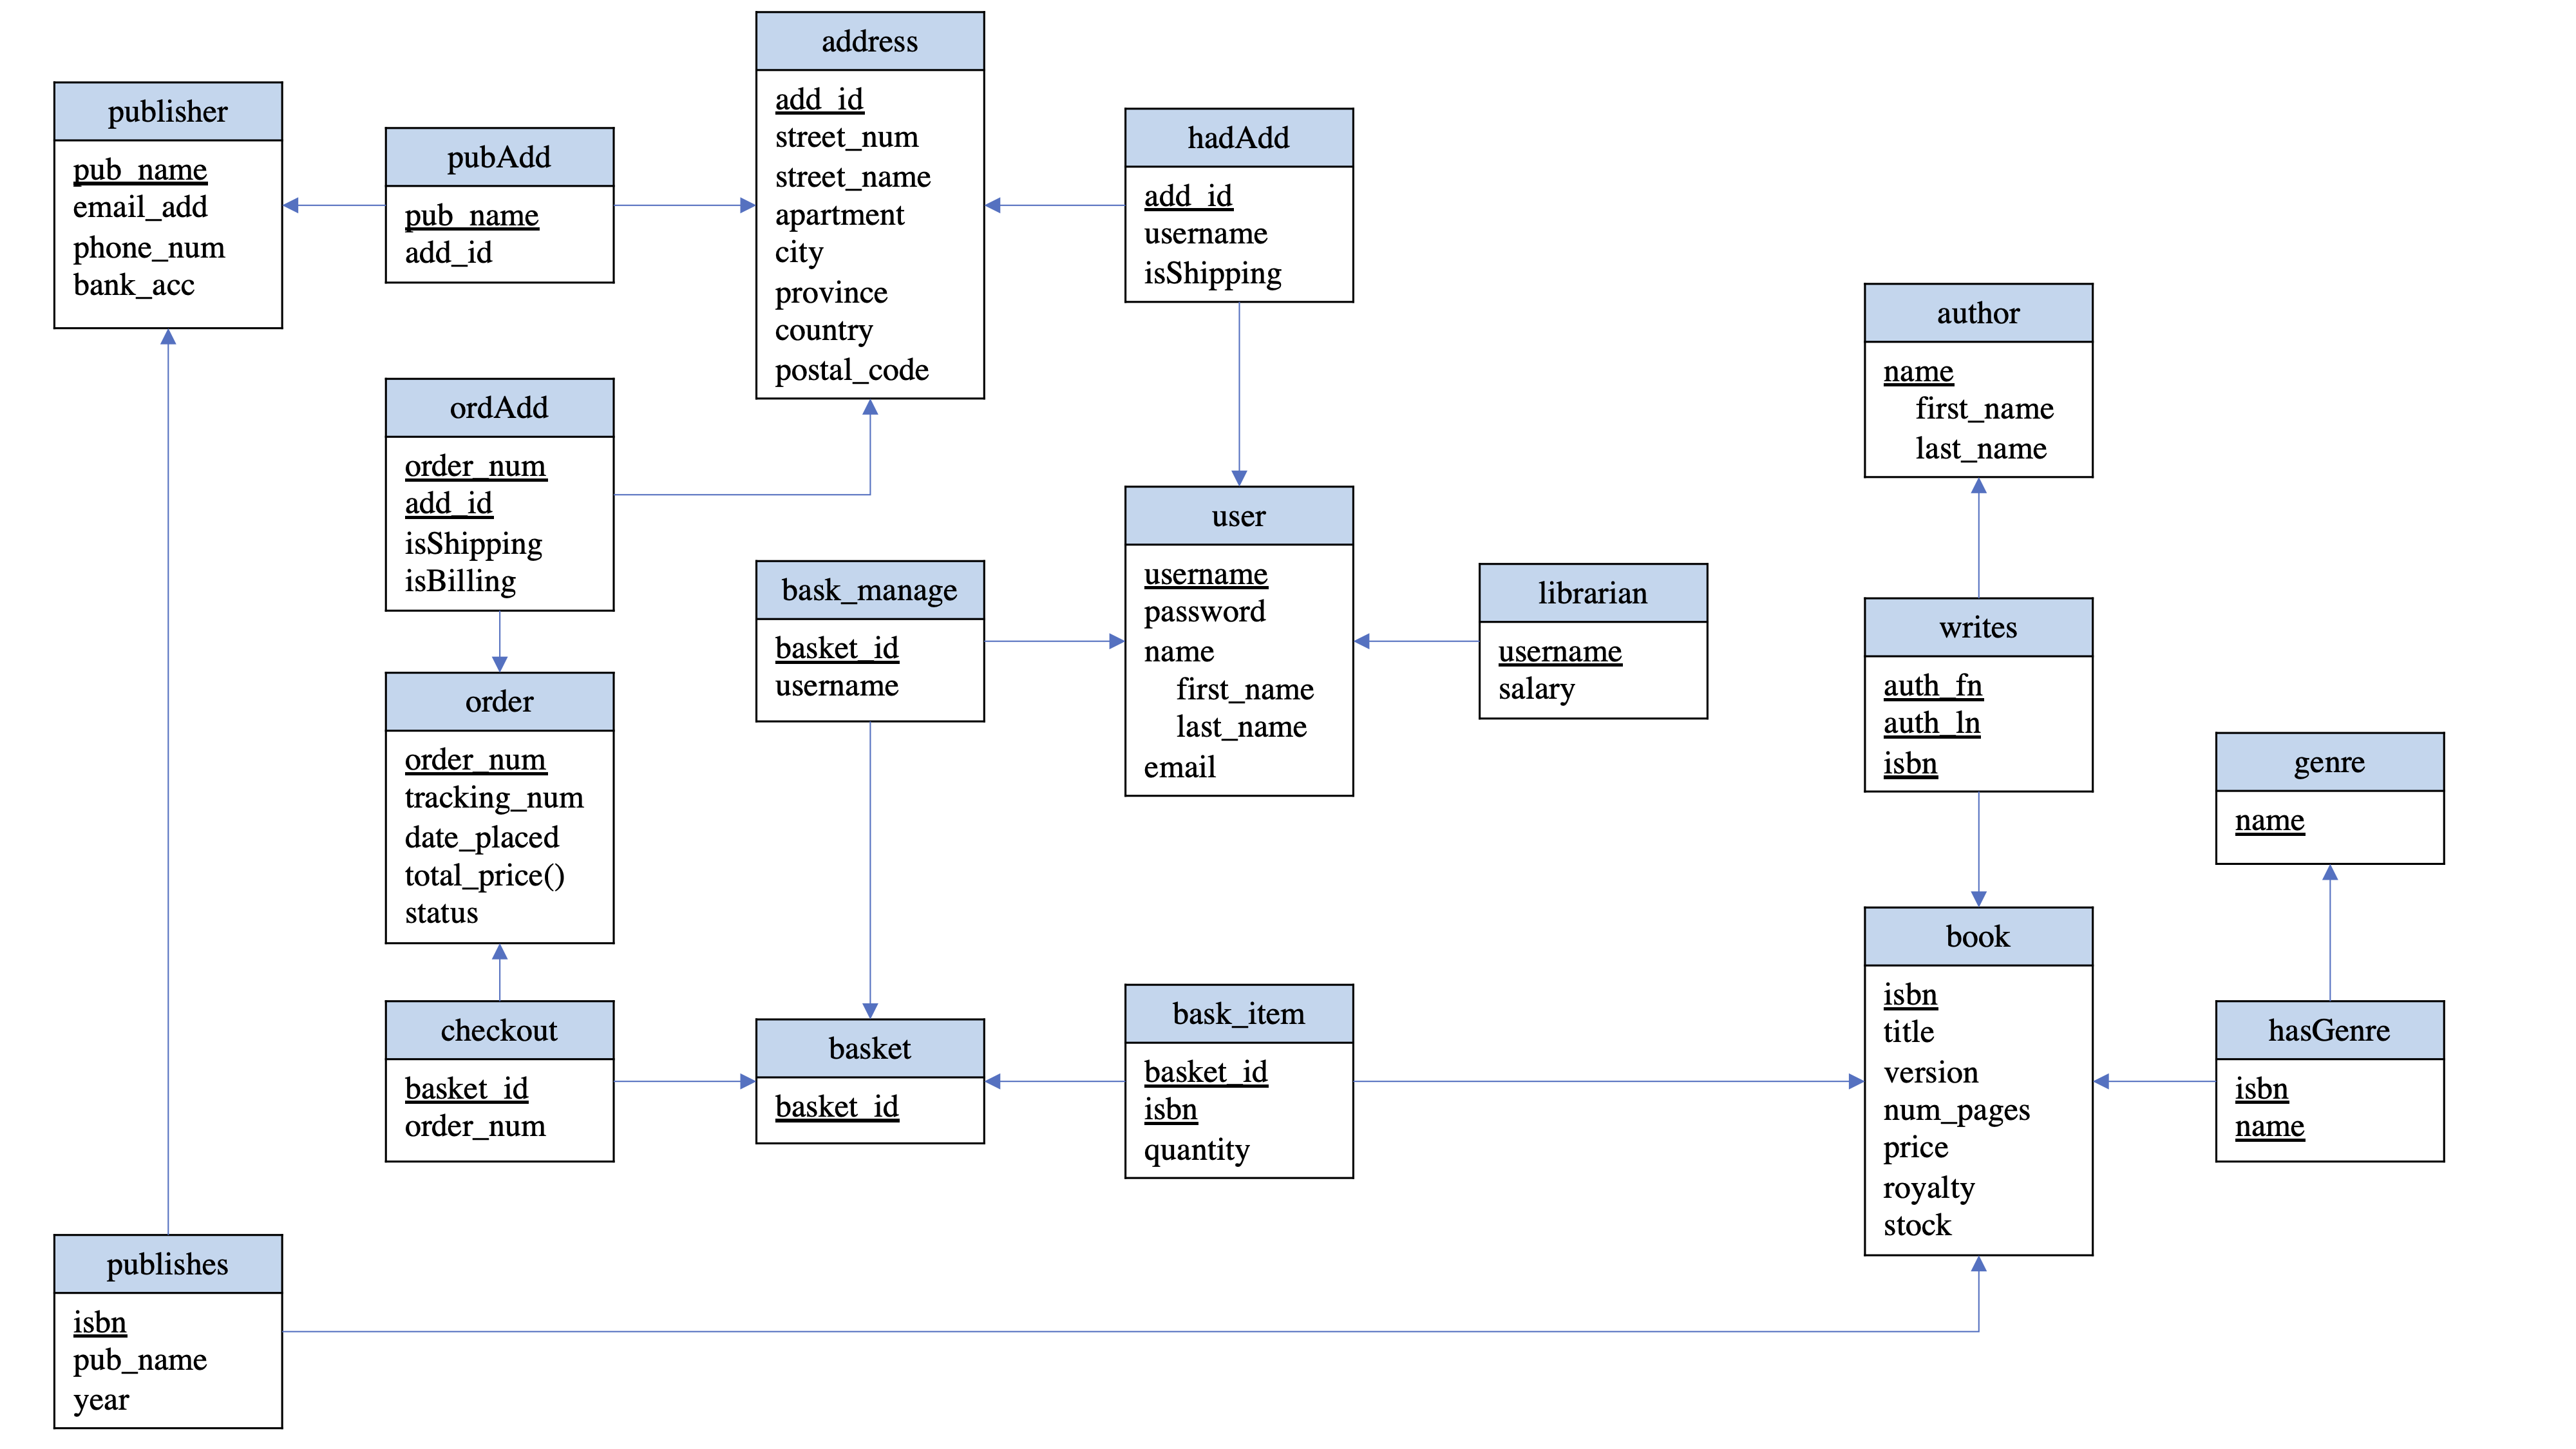 publisher
pub_name
email_add
phone_num
bank_acc
pubAdd
pub_name
add_id
address
add_id
street_num
street_name
apartment
city
province
country
postal_code
hadAdd
add_id
username
isShipping
author
name
first_name
last_name
ordAdd
order_num
add_id
isShipping
isBilling
user
username
password
name
first_name
last_name
email
bask_manage
basket_id
username
librarian
username
salary
writes
auth_fn
auth_ln
isbn
order
order_num
tracking_num
date_placed
total_price()
status
genre
name
book
isbn
title
version
num_pages
price
royalty
stock
checkout
basket_id
order_num
basket
basket_id
bask_item
basket_id
isbn
quantity
hasGenre
isbn
name
publishes
isbn
pub_name
year